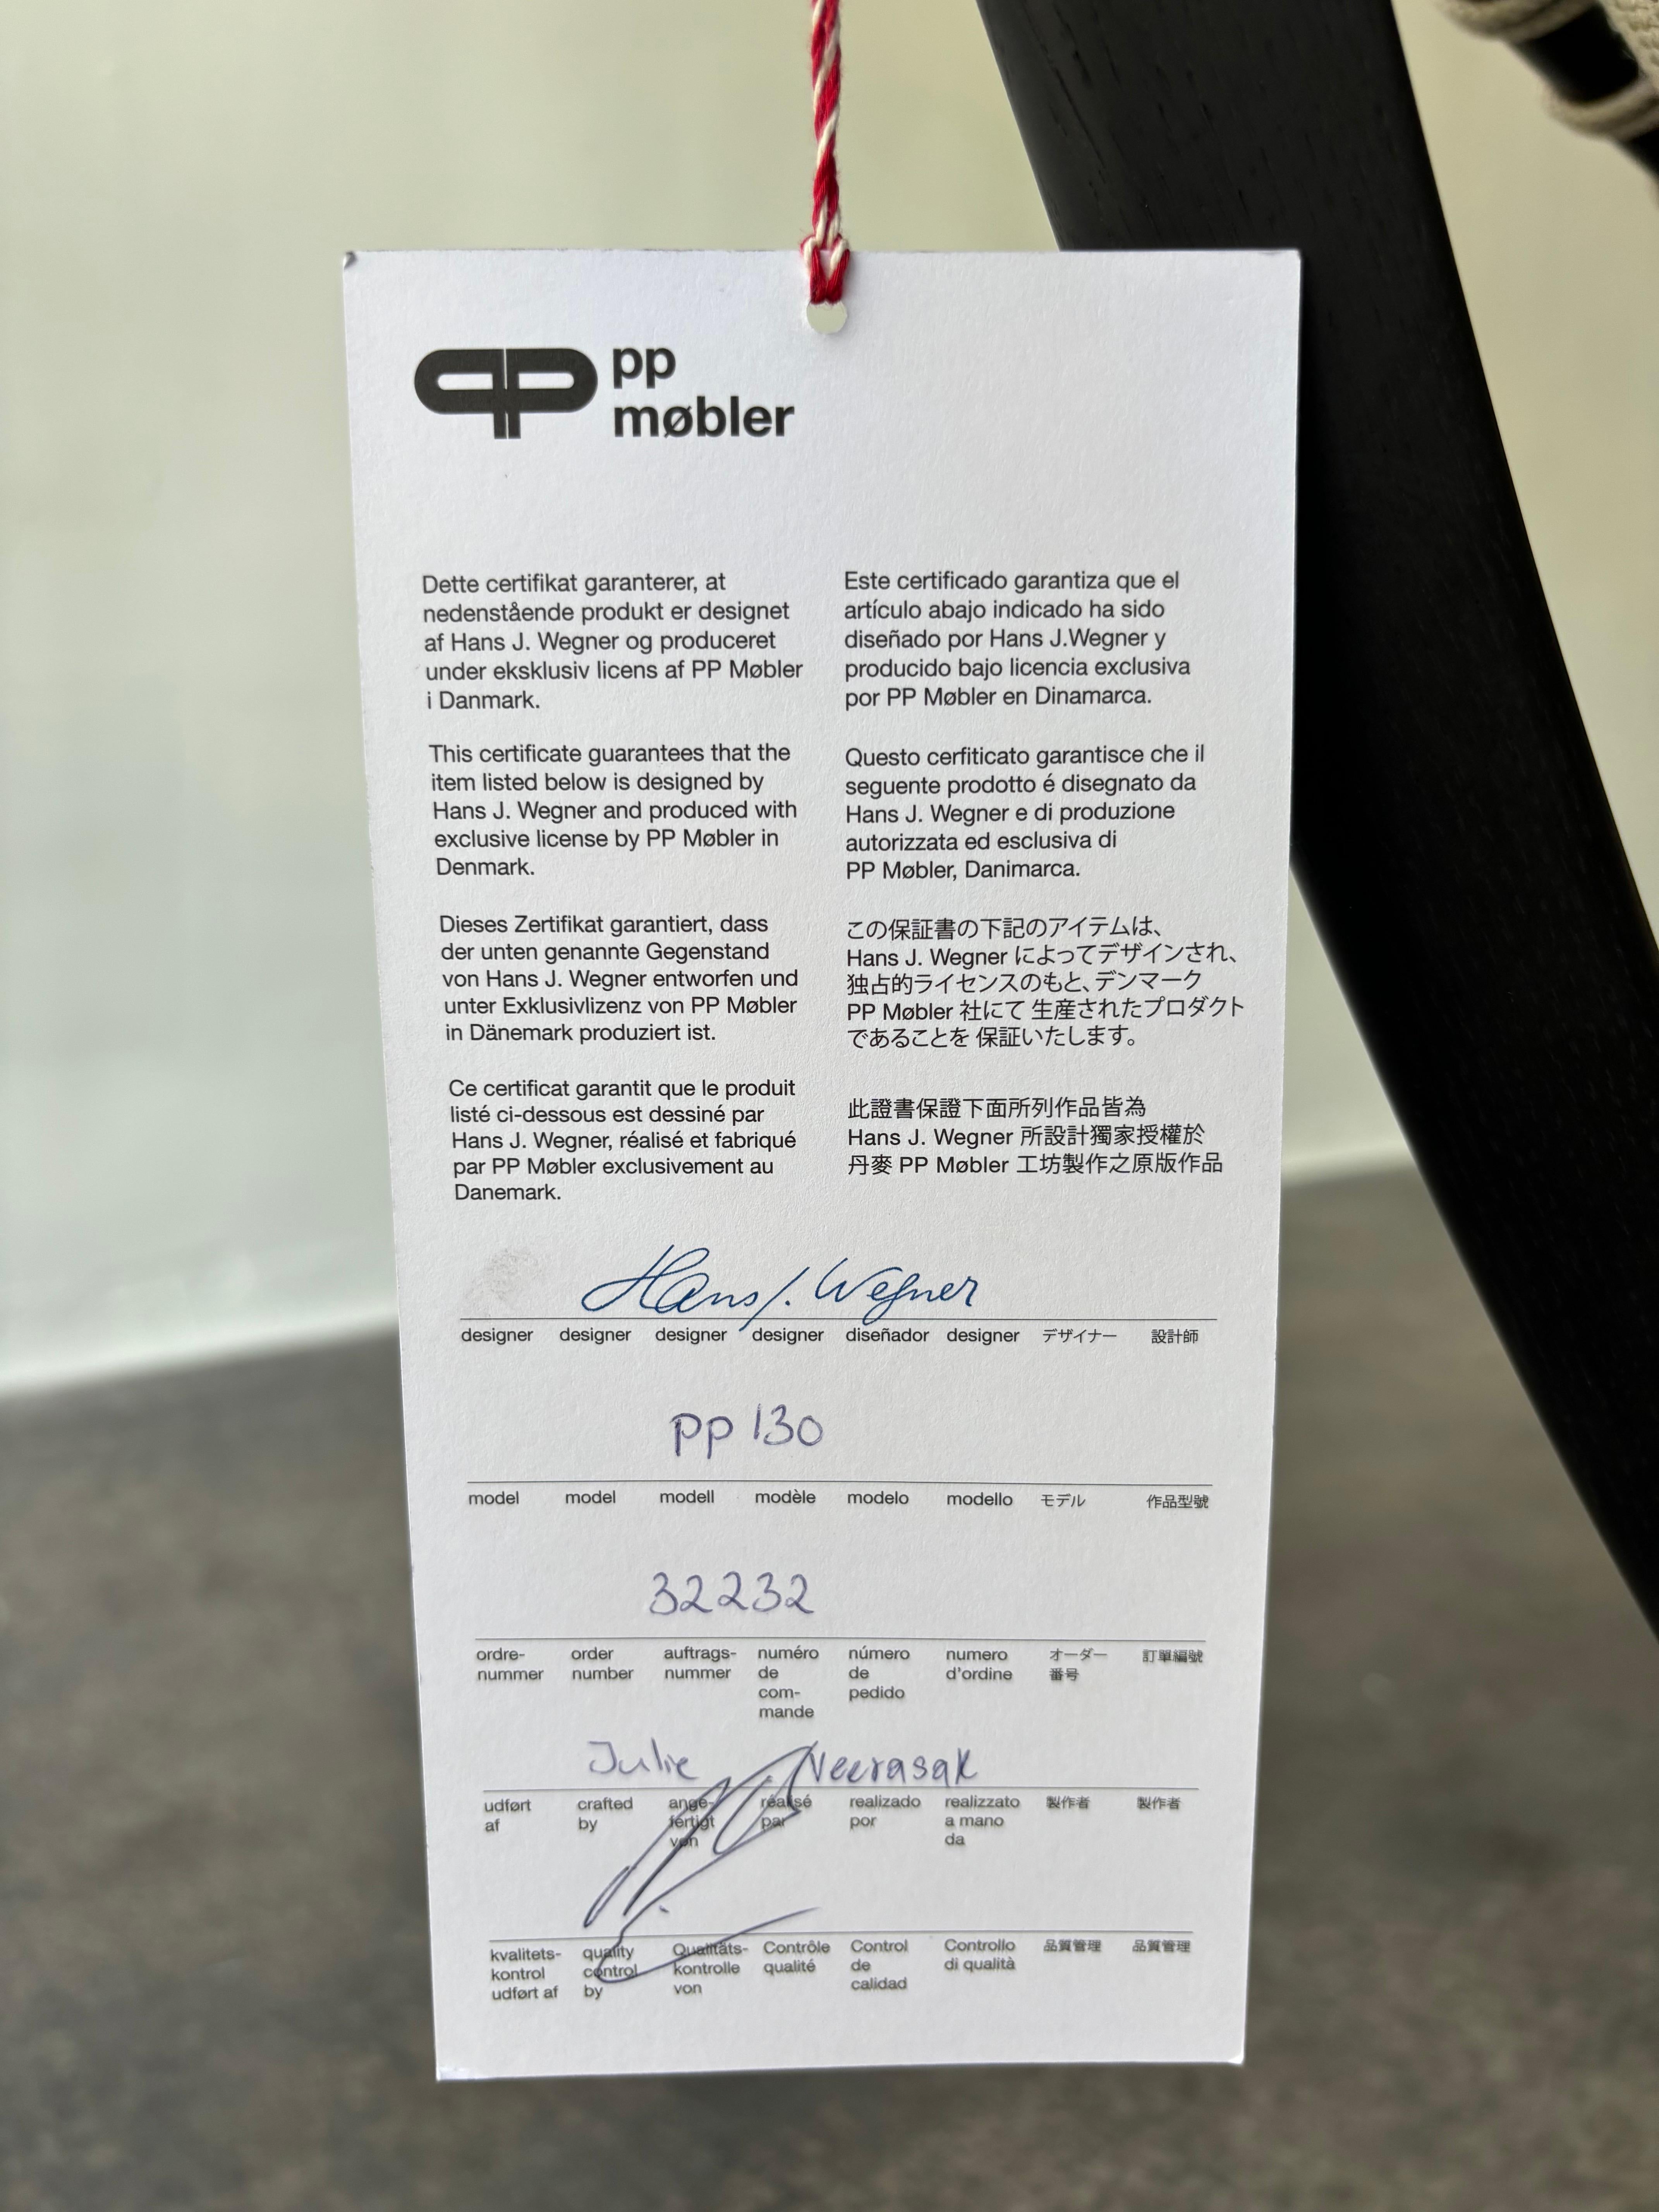 pp
møbler
Dette certifikat garanterer, at
nedenstående produkt er designet
af Hans J. Wegner og produceret
under eksklusiv licens af PP Møbler
i Danmark.
This certificate guarantees that the
item listed below is designed by
Hans J. Wegner and produced with
exclusive license by PP Møbler in
Denmark.
Dieses Zertifikat garantiert, dass
der unten genannte Gegenstand
von Hans J. Wegner entworfen und
unter Exklusivlizenz von PP Møbler
in Dänemark produziert ist.
Ce certificat garantit que le produit
listé ci-dessous est dessiné par
Hans J. Wegner, réalisé et fabriqué
par PP Møbler exclusivement au
Danemark.
Este certificado garantiza que el
artículo abajo indicado ha sido
diseñado por Hans J.Wegner y
producido bajo licencia exclusiva
por PP Møbler en Dinamarca.
Questo cerfiticato garantisce che il
seguente prodotto é disegnato da
Hans J. Wegner e di produzione
autorizzata ed esclusiva di
PP Møbler, Danimarca.
この保証書の下記のアイテムは、
Hans J. Wegner によってデザインされ、
独占的ライセンスのもと、デンマーク
PP Møbler 社にて 生産されたプロダクト
であることを 保証いたします。
此證書保證下面所列作品皆為
Hans J. Wegner 所設計獨家授權於
丹麥 PP Møbler 工坊製作之原版作品
Hans J. Wegner
designer designer designer designer diseñador designer デザイナー 設計師
PP 130
model model modell modèle modelo modello モデル 作品型號
32232
ordre- order auftrags- numéro número numero オーダー 訂單編號
nummer number nummer de de d'ordine 番号
com- pedido
mande
Julie Veerasak
udført crafted ange- réalisé realizado realizzato 製作者 製作者
af by fertigt par por a mano
von da
kvalitets- quality Qualitäts- Contrôle Control Controllo 品質管理 品質管理
kontrol control kontrolle qualité de di qualità
udført af by von calidad